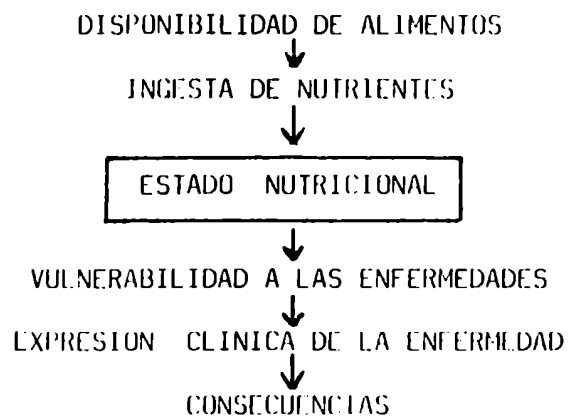 DISPONIBILIDAD DE ALIMENTOS
INGESTA DE NUTRIENTES
ESTADO NUTRICIONAL
VULNERABILIDAD A LAS ENFERMEDADES
EXPRESION CLINICA DE LA ENFERMEDAD
CONSECUENCIAS